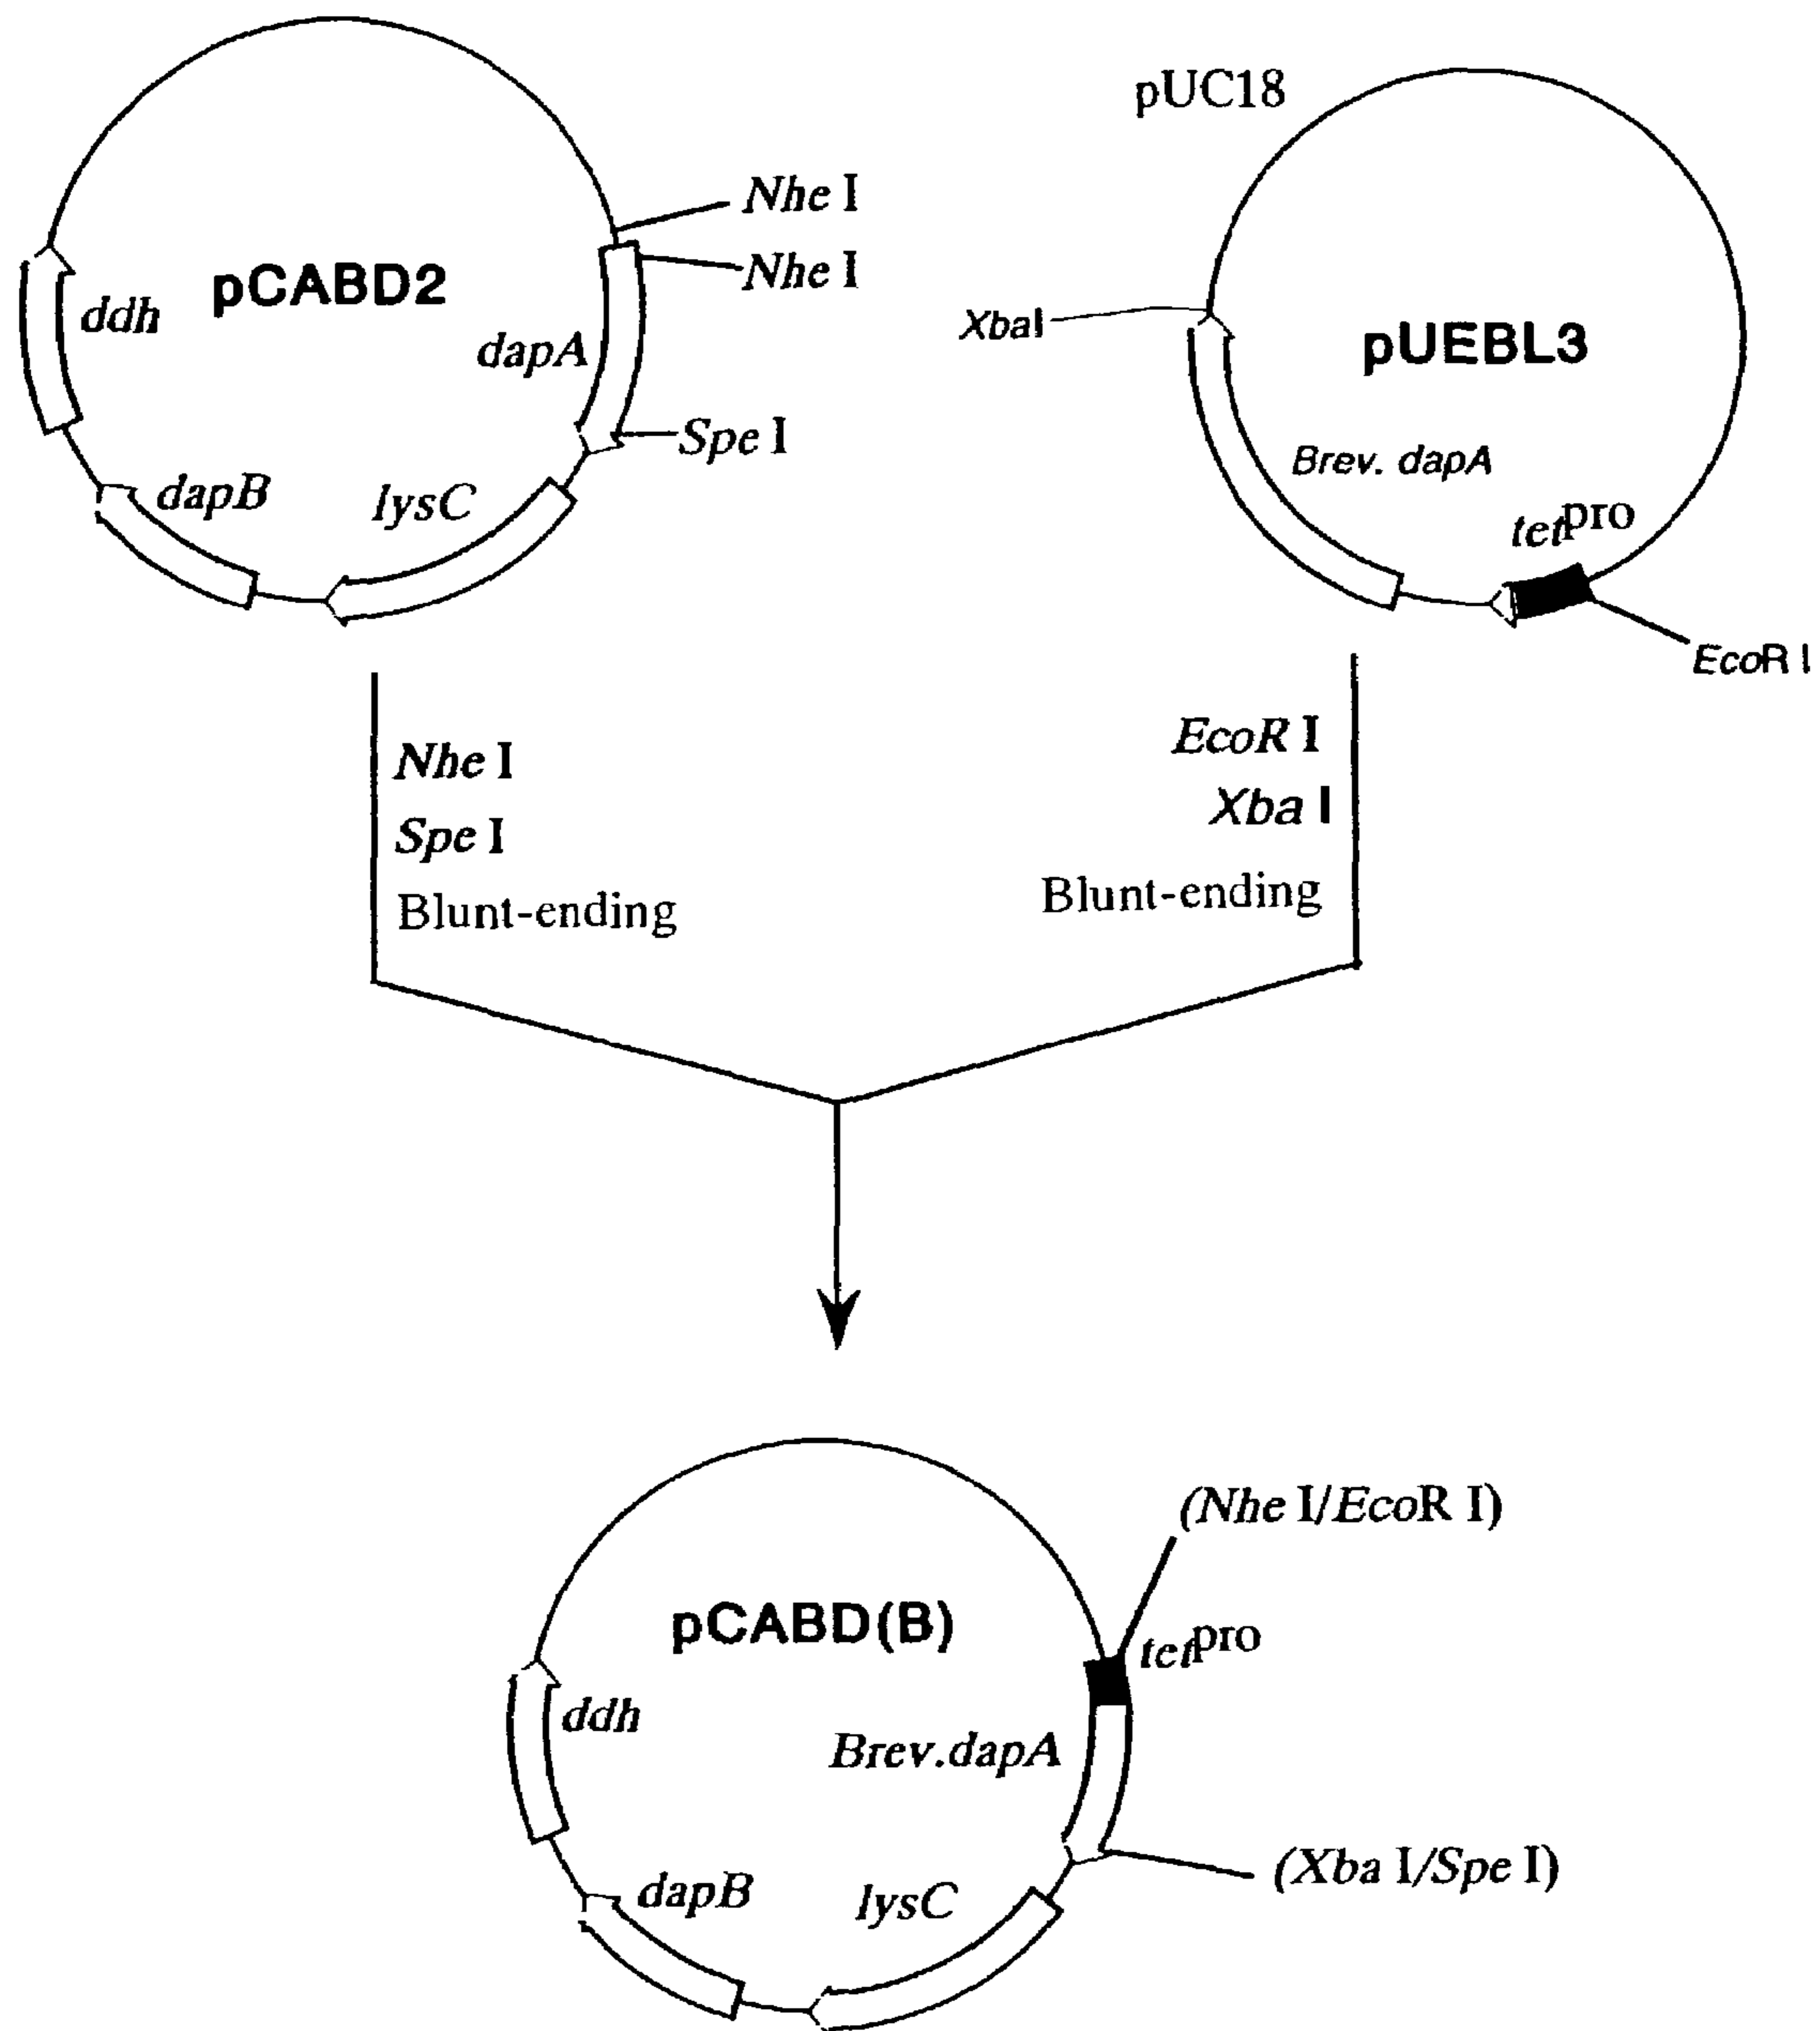 pUC18
Nhe I
Nhe I
pCABD2
ddh
dapA
XbaI
pUEBL3
Spe I
dapB
lysC
Brev. dapA
tetpro
EcoR I
Nhe I
Spe I
Blunt-ending
EcoR I
Xba I
Blunt-ending
(Nhe I/EcoR I)
pCABD(B)
tetpro
ddh
Brev.dapA
(Xba I/Spe I)
dapB
lysC